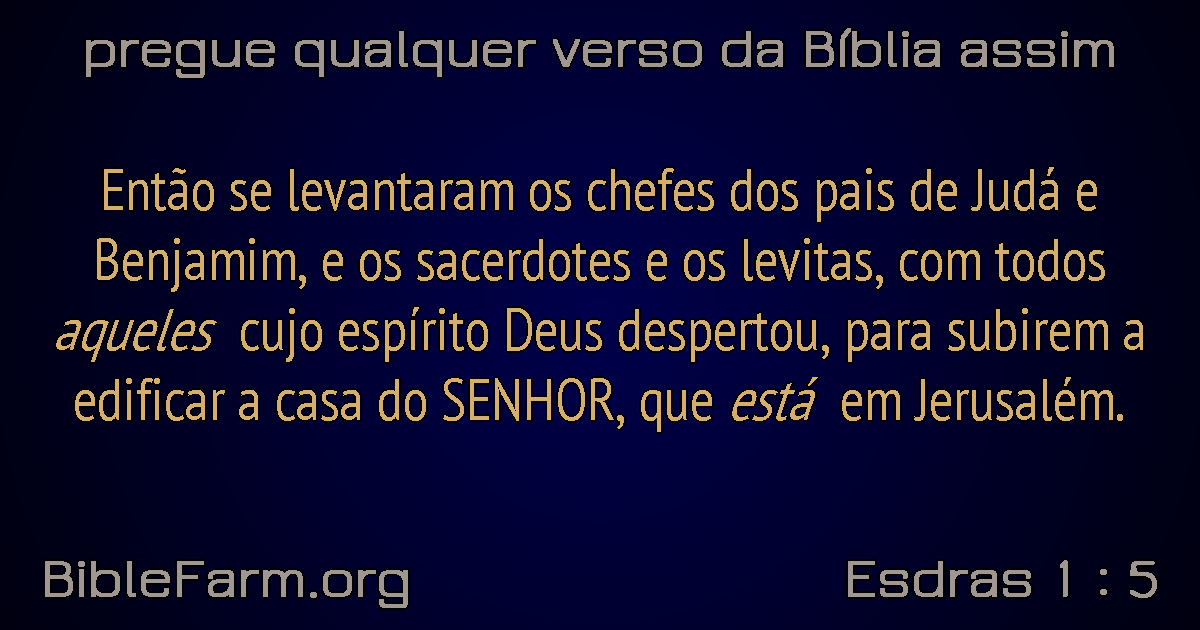 pregue qualquer verso da Bíblia assim
Então se levantaram os chefes dos pais de Judá e
Benjamim, e os sacerdotes e os levitas, com todos
aqueles cujo espírito Deus despertou, para subirem a
edificar a casa do SENHOR, que está em Jerusalém.
BibleFarm.org
Esdras 1 : 5